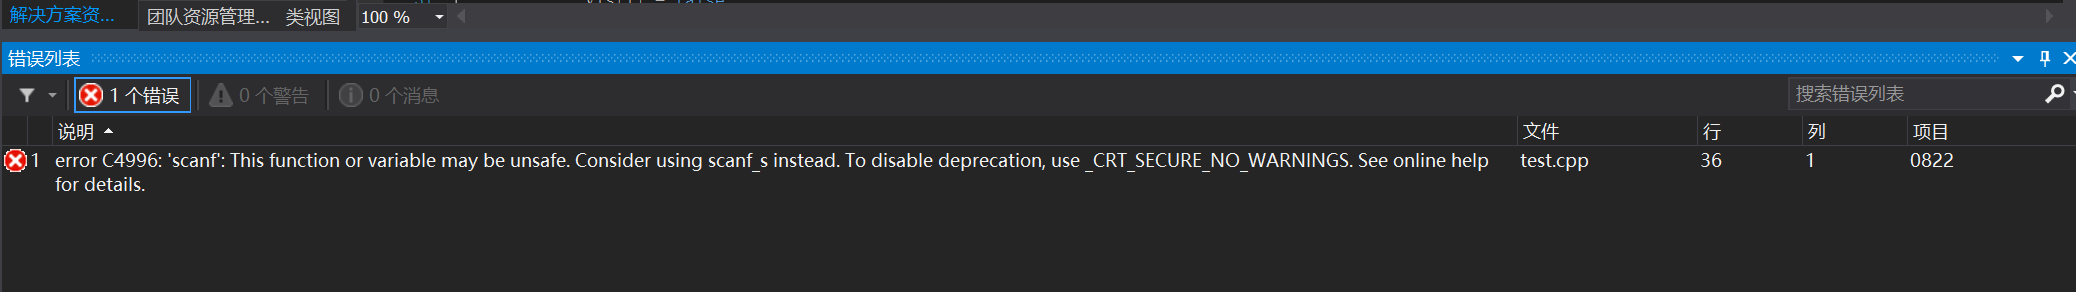 解决方案资...
团队资源管理... 类视图 100 %
错误列表
1 个错误 0 个警告 0 个消息 搜索错误列表
说明 文件 行 列 项目
1 error C4996: 'scanf': This function or variable may be unsafe. Consider using scanf_s instead. To disable deprecation, use _CRT_SECURE_NO_WARNINGS. See online help test.cpp 36 1 0822
for details.